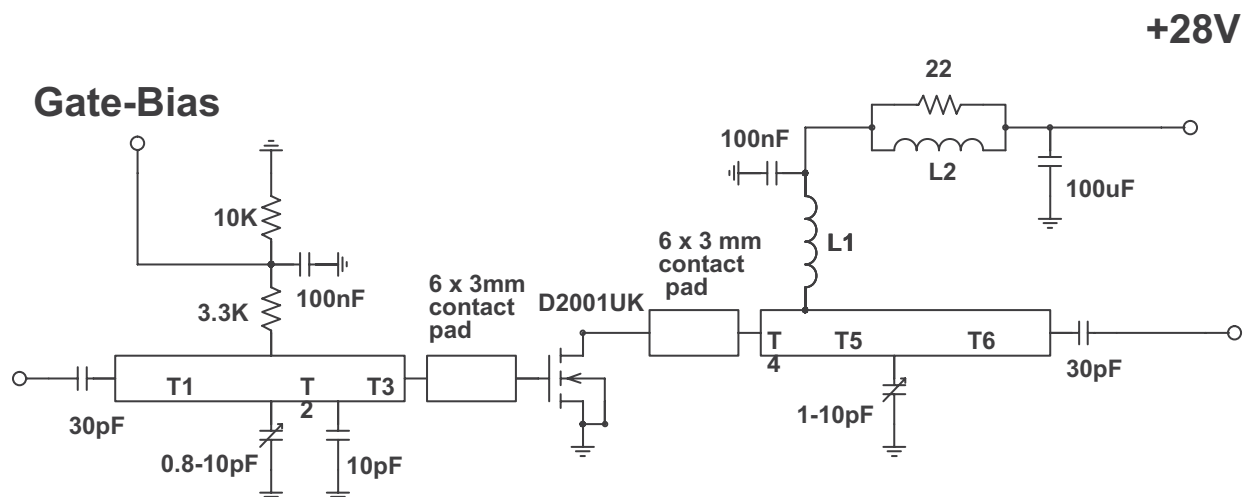 +28V
22
Gate-Bias
100nF
L2
100uF
10K
6 x 3 mm
contact
pad
L1
6 x 3mm
contact
pad
100nF
D2001UK
3.3K
T1
T
2
T3
T
4
T5
T6
30pF
30pF
1-10pF
0.8-10pF
10pF